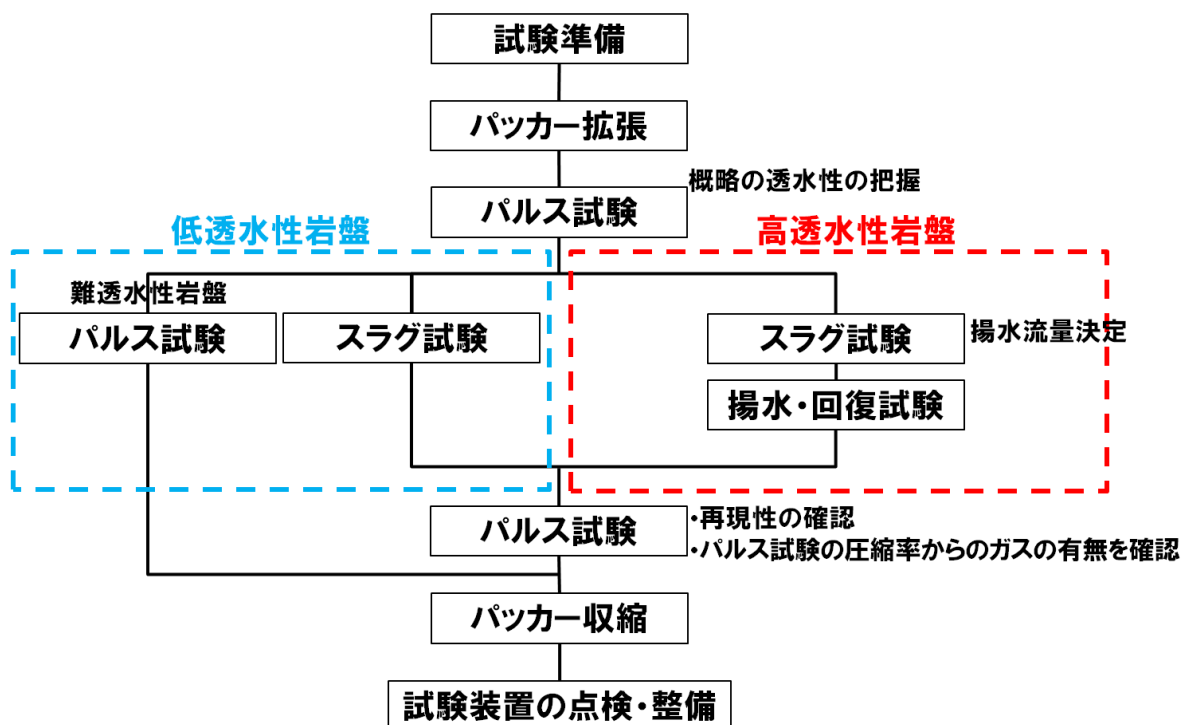 試験準備
パッカー拡張
概略の透水性の把握
パルス試験
低透水性岩盤
高透水性岩盤
難透水性岩盤
パルス試験
スラグ試験
スラグ試験
揚水流量決定
揚水・回復試験
パルス試験
・再現性の確認
・パルス試験の圧縮率からのガスの有無を確認
パッカー収縮
試験装置の点検・整備